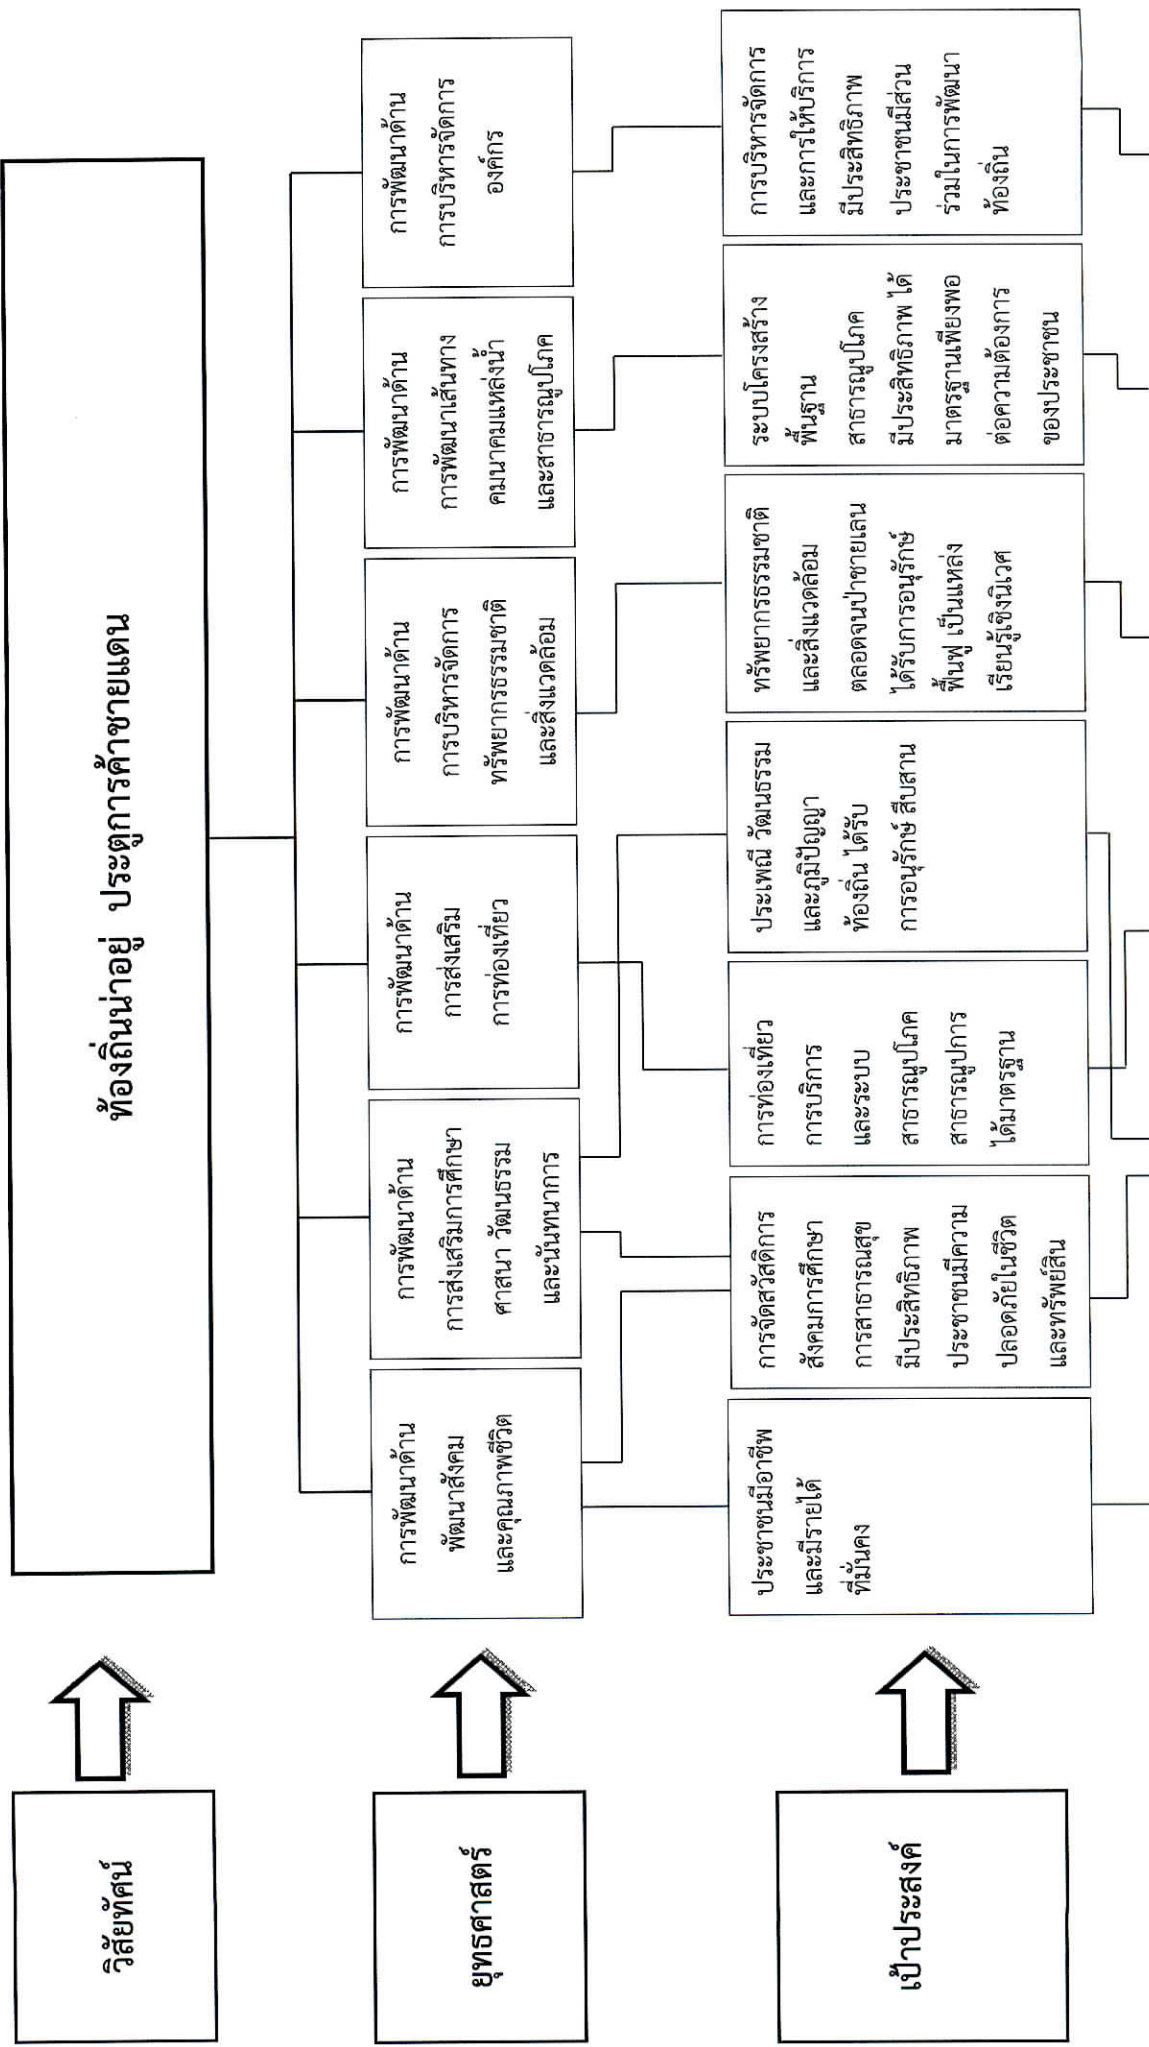 วิสัยทัศน์
ท้องถิ่นน่าอยู่ ประตูการค้าชายแดน
ยุทธศาสตร์
การพัฒนาด้าน
พัฒนาสังคม
และคุณภาพชีวิต
การพัฒนาด้าน
การส่งเสริมการศึกษา
ศาสนา วัฒนธรรม
และนันทนาการ
การพัฒนาด้าน
การส่งเสริม
การท่องเที่ยว
การพัฒนาด้าน
การบริหารจัดการ
ทรัพยากรธรรมชาติ
และสิ่งแวดล้อม
การพัฒนาด้าน
การพัฒนาเส้นทาง
คมนาคมแหล่งน้ำ
และสาธารณูปโภค
การพัฒนาด้าน
การบริหารจัดการ
องค์กร
เป้าประสงค์
ประชาชนมีอาชีพ
และมีรายได้
ที่มั่นคง
การจัดสวัสดิการ
สังคมการศึกษา
การสาธารณสุข
มีประสิทธิภาพ
ประชาชนมีความ
ปลอดภัยในชีวิต
และทรัพย์สิน
การท่องเที่ยว
การบริการ
และระบบ
สาธารณูปโภค
สาธารณูปการ
ได้มาตรฐาน
ประเพณี วัฒนธรรม
และภูมิปัญญา
ท้องถิ่น ได้รับ
การอนุรักษ์ สืบสาน
ทรัพยากรธรรมชาติ
และสิ่งแวดล้อม
ตลอดจนป่าชายเลน
ได้รับการอนุรักษ์
ฟื้นฟู เป็นแหล่ง
เรียนรู้เชิงนิเวศ
ระบบโครงสร้าง
พื้นฐาน
สาธารณูปโภค
มีประสิทธิภาพ ได้
มาตรฐานเพียงพอ
ต่อความต้องการ
ของประชาชน
การบริหารจัดการ
และการให้บริการ
มีประสิทธิภาพ
ประชาชนมีส่วน
ร่วมในการพัฒนา
ท้องถิ่น